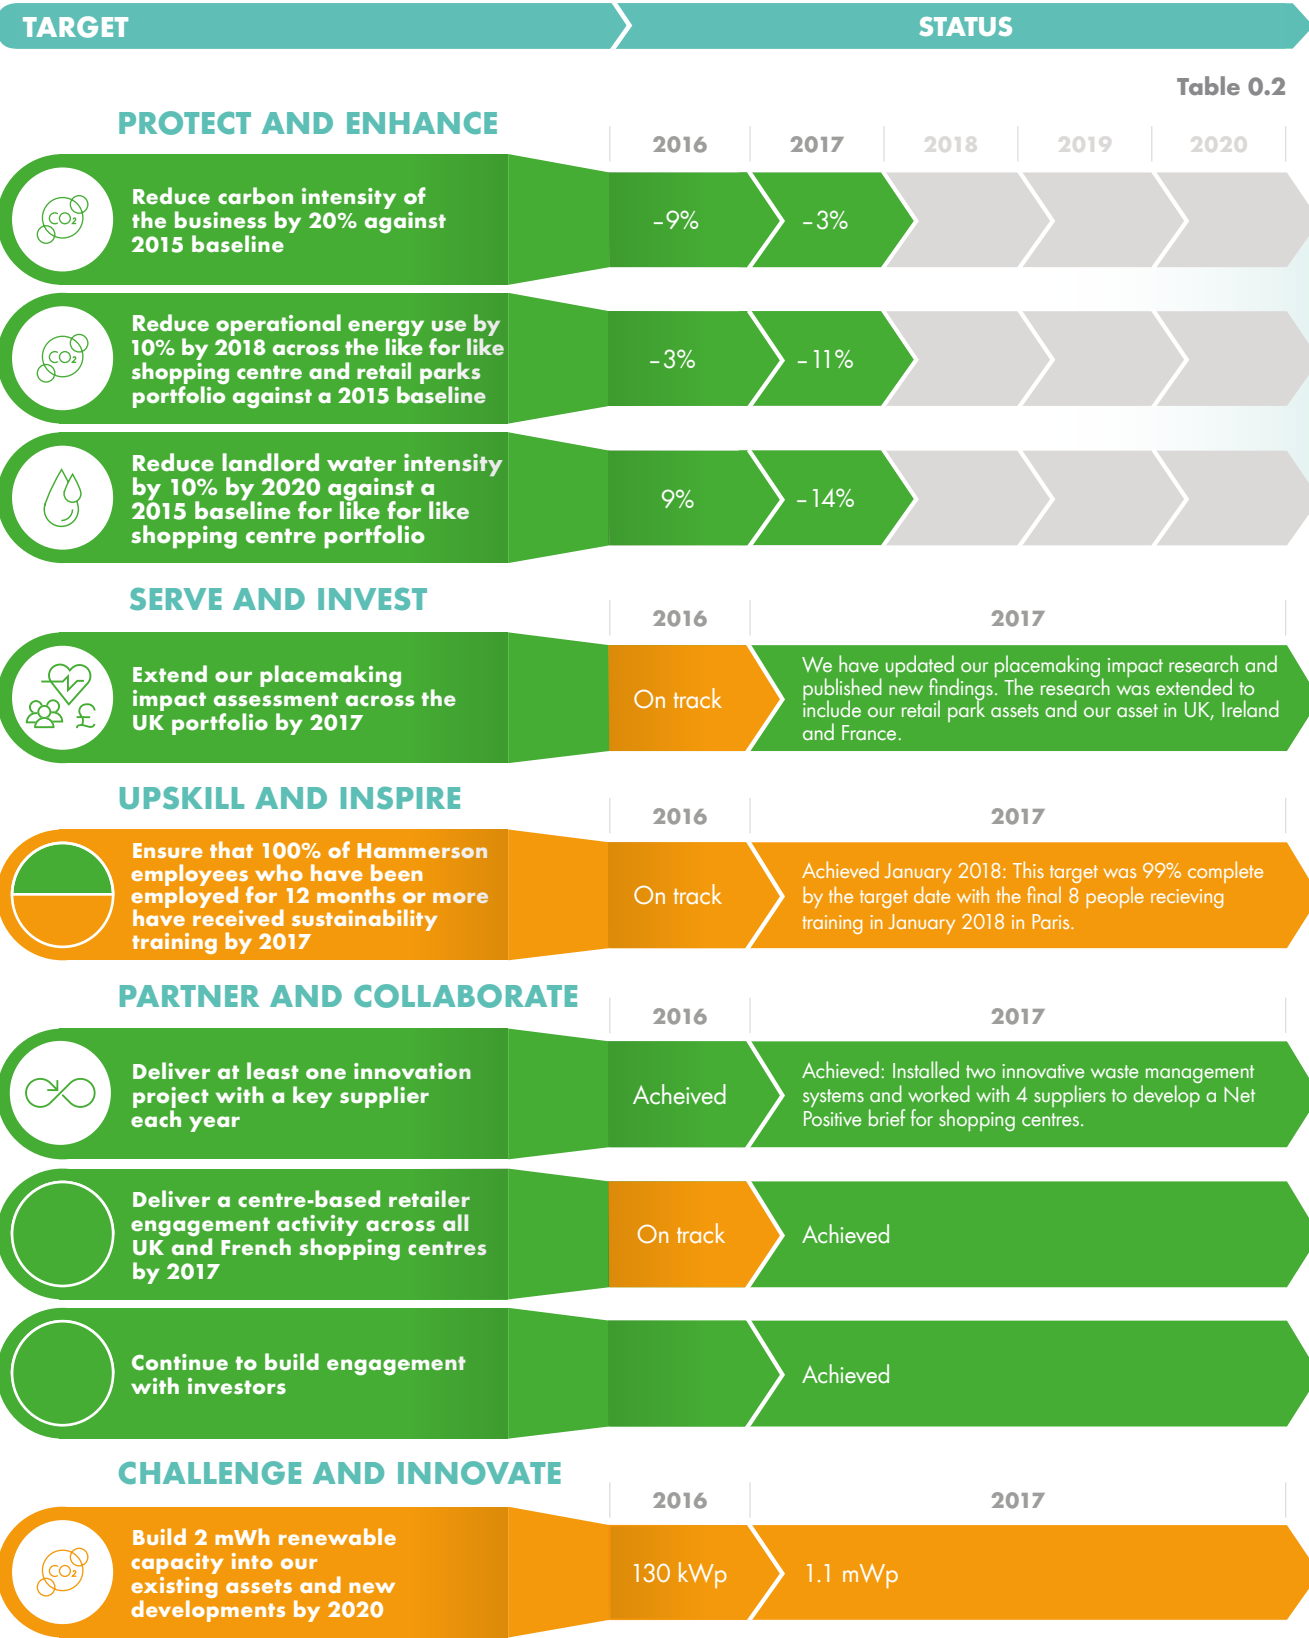 TARGET
STATUS
Table 0.2
PROTECT AND ENHANCE
2016
2017
2018
2019
2020
CO2
Reduce carbon intensity of
the business by 20% against
2015 baseline
-9%
-3%
CO2
Reduce operational energy use by
10% by 2018 across the like for like
shopping centre and retail parks
portfolio against a 2015 baseline
-3%
-11%
Reduce landlord water intensity
by 10% by 2020 against a
2015 baseline for like for like
shopping centre portfolio
9%
-14%
SERVE AND INVEST
2016
2017
£
Extend our placemaking
impact assessment across the
UK portfolio by 2017
On track
We have updated our placemaking impact research and
published new findings. The research was extended to
include our retail park assets and our asset in UK, Ireland
and France.
UPSKILL AND INSPIRE
2016
2017
Ensure that 100% of Hammerson
employees who have been
employed for 12 months or more
have received sustainability
training by 2017
On track
Achieved January 2018: This target was 99% complete
by the target date with the final 8 people recieving
training in January 2018 in Paris.
PARTNER AND COLLABORATE
2016
2017
Deliver at least one innovation
project with a key supplier
each year
Acheived
Achieved: Installed two innovative waste management
systems and worked with 4 suppliers to develop a Net
Positive brief for shopping centres.
Deliver a centre-based retailer
engagement activity across all
UK and French shopping centres
by 2017
On track
Achieved
Continue to build engagement
with investors
Achieved
CHALLENGE AND INNOVATE
2016
2017
CO2
Build 2 mWh renewable
capacity into our
existing assets and new
developments by 2020
130 kWp
1.1 mWp